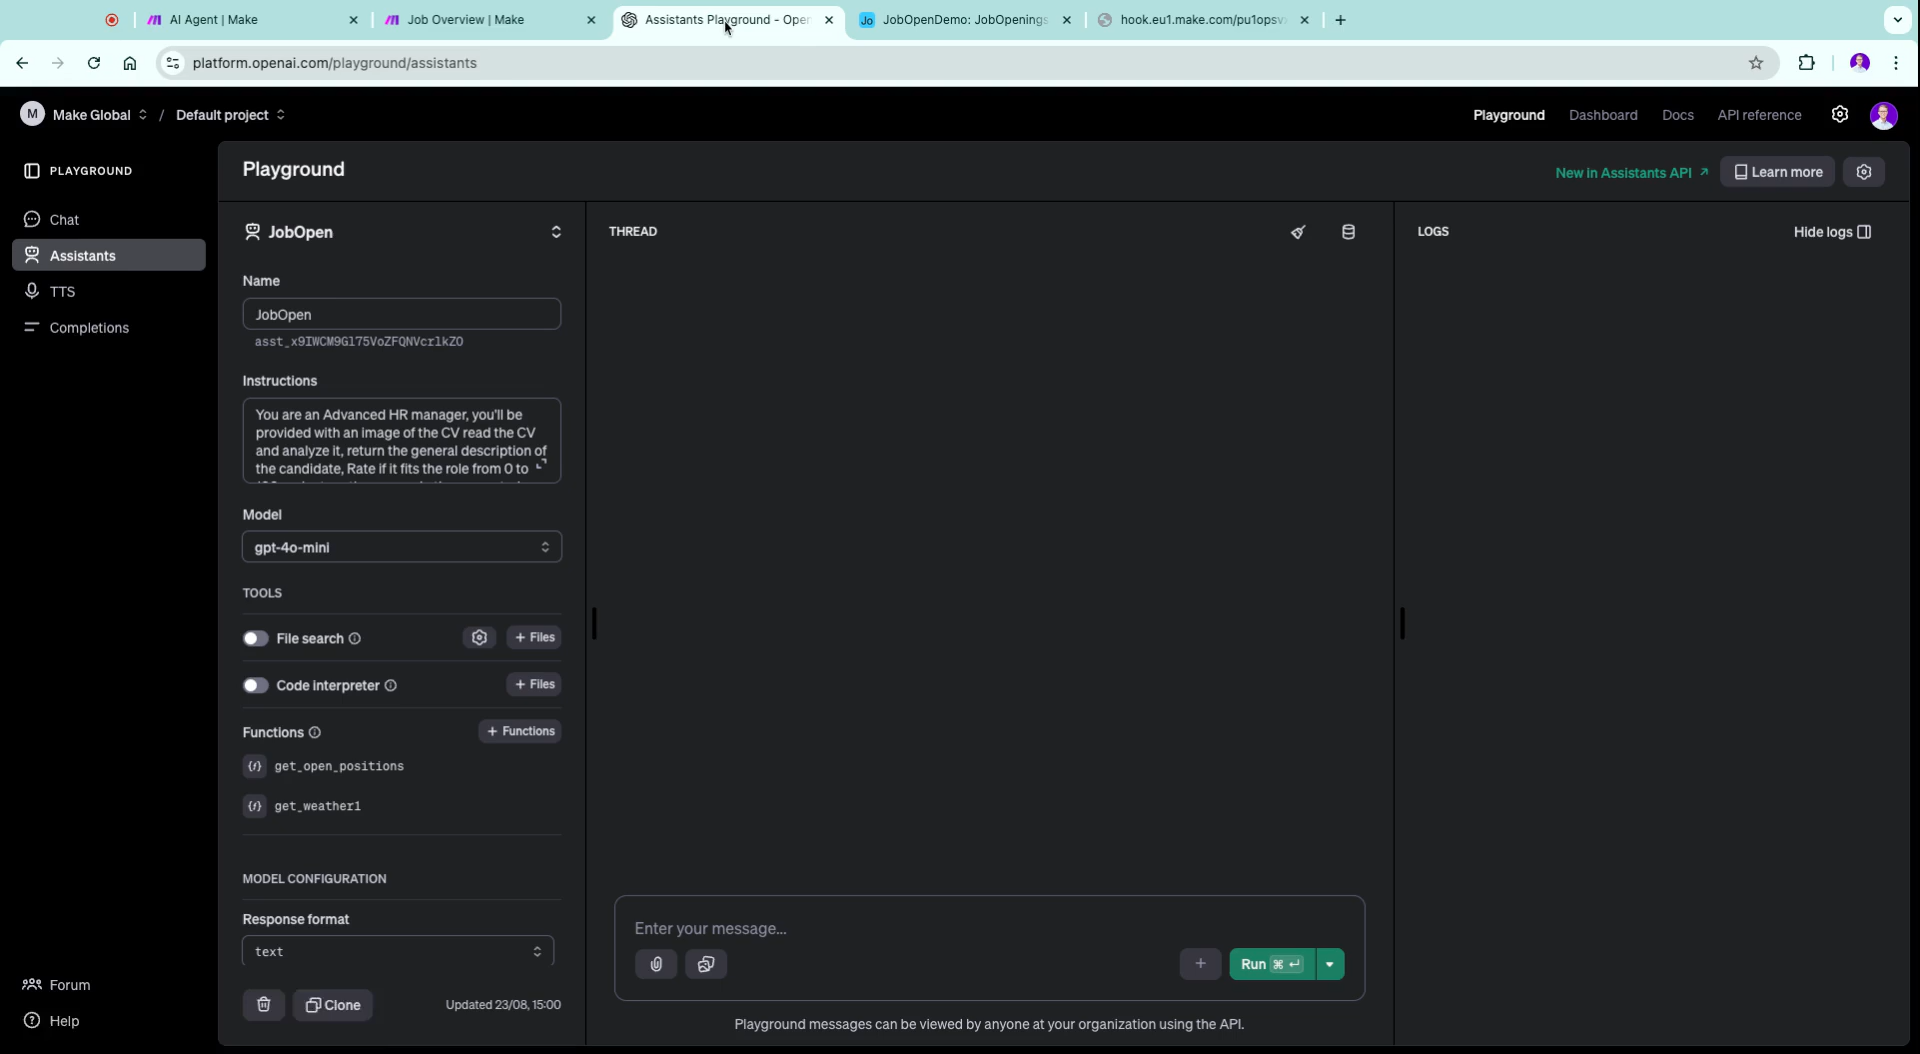 AI Agent | Make
Job Overview | Make
Assistants Playground - Open
JobOpenDemo: JobOpenings
hook.eu1.make.com/pu1opsv
platform.openai.com/playground/assistants
M Make Global / Default project
Playground Dashboard Docs API reference
PLAYGROUND
Chat
Assistants
TTS
Completions
Forum
Help
Playground
New in Assistants API
Learn more
JobOpen
Name
JobOpen
asst_x9IWCM9Gl75VoZFQNVcrlkZO
Instructions
You are an Advanced HR manager, you'll be
provided with an image of the CV read the CV
and analyze it, return the general description of
the candidate, Rate if it fits the role from 0 to
Model
gpt-4o-mini
TOOLS
File search + Files
Code interpreter + Files
Functions + Functions
get_open_positions
get_weather1
MODEL CONFIGURATION
Response format
text
Clone
Updated 23/08, 15:00
THREAD
Enter your message...
Run ⌘ ↵
Playground messages can be viewed by anyone at your organization using the API.
LOGS
Hide logs